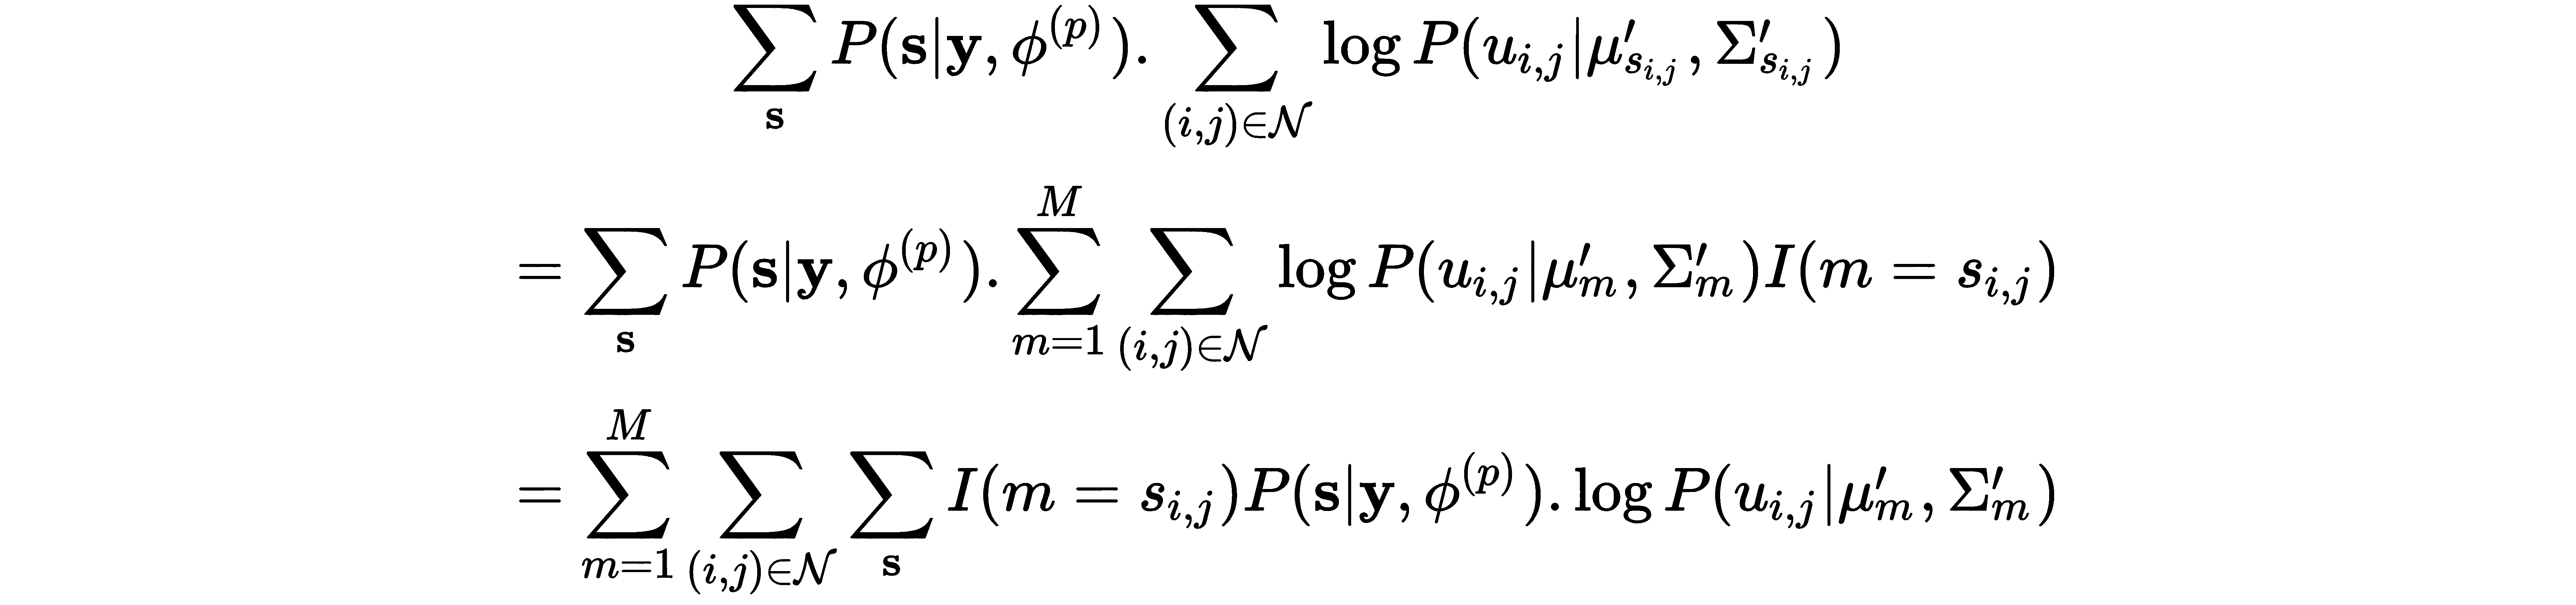 \sum_{\mathbf{s}} P(\mathbf{s}|\mathbf{y}, \phi^{(p)}). \sum_{(i,j)\in\mathcal{N}} \log P(u_{i,j}|\mu'_{s_{i,j}}, \Sigma'_{s_{i,j}})
= \sum_{\mathbf{s}} P(\mathbf{s}|\mathbf{y}, \phi^{(p)}). \sum_{m=1}^{M} \sum_{(i,j)\in\mathcal{N}} \log P(u_{i,j}|\mu'_m, \Sigma'_m) I(m = s_{i,j})
= \sum_{m=1}^{M} \sum_{(i,j)\in\mathcal{N}} \sum_{\mathbf{s}} I(m = s_{i,j}) P(\mathbf{s}|\mathbf{y}, \phi^{(p)}). \log P(u_{i,j}|\mu'_m, \Sigma'_m)